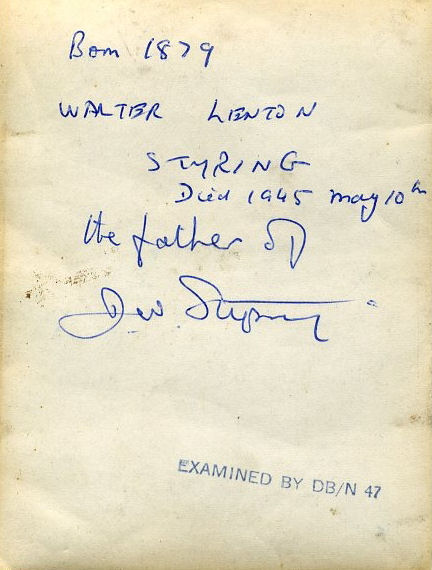 Born 1879
WALTER LENTON
STYRING
Died 1945 may 10th
the father of
D.W. Styring
EXAMINED BY DB/N 47